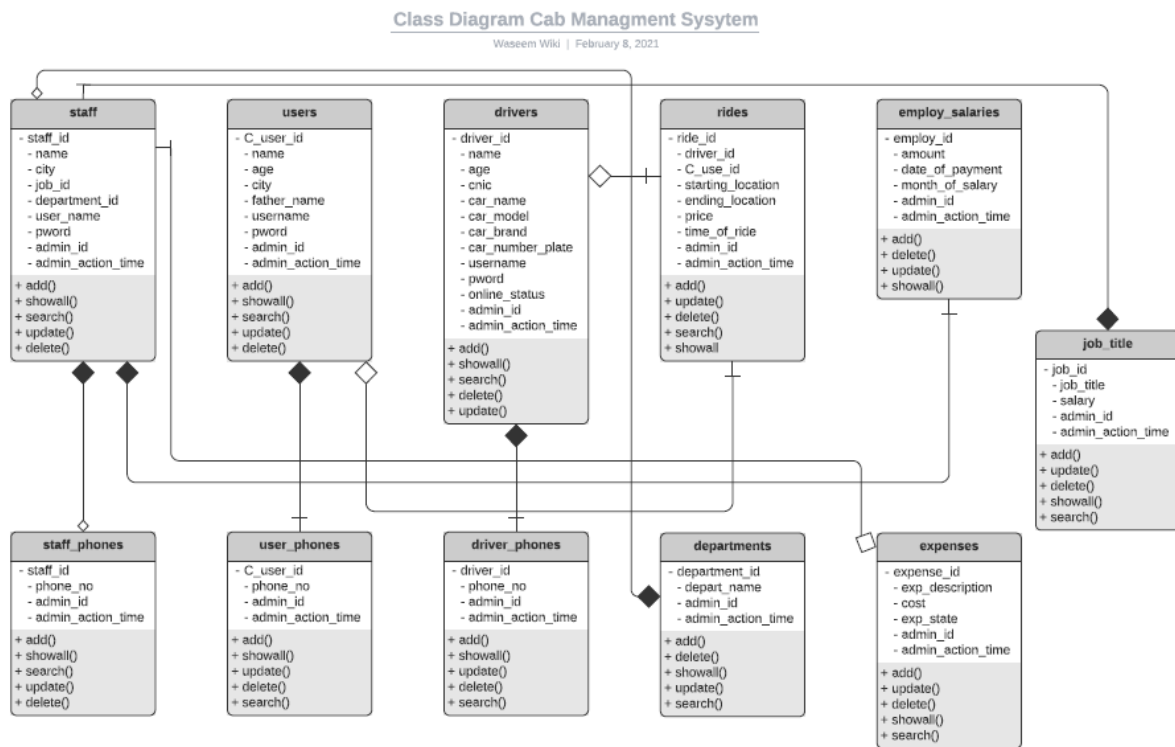 Class Diagram Cab Managment Sysytem
Waseem Wiki | February 8, 2021
staff
- staff_id
- name
- city
- job_id
- department_id
- user_name
- pword
- admin_id
- admin_action_time
+ add()
+ showall()
+ search()
+ update()
+ delete()
users
- C_user_id
- name
- age
- city
- father_name
- username
- pword
- admin_id
- admin_action_time
+ add()
+ showall()
+ search()
+ update()
+ delete()
drivers
- driver_id
- name
- age
- cnic
- car_name
- car_model
- car_brand
- car_number_plate
- username
- pword
- online_status
- admin_id
- admin_action_time
+ add()
+ showall()
+ search()
+ delete()
+ update()
rides
- ride_id
- driver_id
- C_use_id
- starting_location
- ending_location
- price
- time_of_ride
- admin_id
- admin_action_time
+ add()
+ update()
+ delete()
+ search()
+ showall
employ_salaries
- employ_id
- amount
- date_of_payment
- month_of_salary
- admin_id
- admin_action_time
+ add()
+ delete()
+ update()
+ showall()
job_title
- job_id
- job_title
- salary
- admin_id
- admin_action_time
+ add()
+ update()
+ delete()
+ showall()
+ search()
staff_phones
- staff_id
- phone_no
- admin_id
- admin_action_time
+ add()
+ showall()
+ search()
+ update()
+ delete()
user_phones
- C_user_id
- phone_no
- admin_id
- admin_action_time
+ add()
+ showall()
+ update()
+ delete()
+ search()
driver_phones
- driver_id
- phone_no
- admin_id
- admin_action_time
+ add()
+ showall()
+ update()
+ delete()
+ search()
departments
- department_id
- depart_name
- admin_id
- admin_action_time
+ add()
+ delete()
+ showall()
+ update()
+ search()
expenses
- expense_id
- exp_description
- cost
- exp_state
- admin_id
- admin_action_time
+ add()
+ update()
+ delete()
+ showall()
+ search()